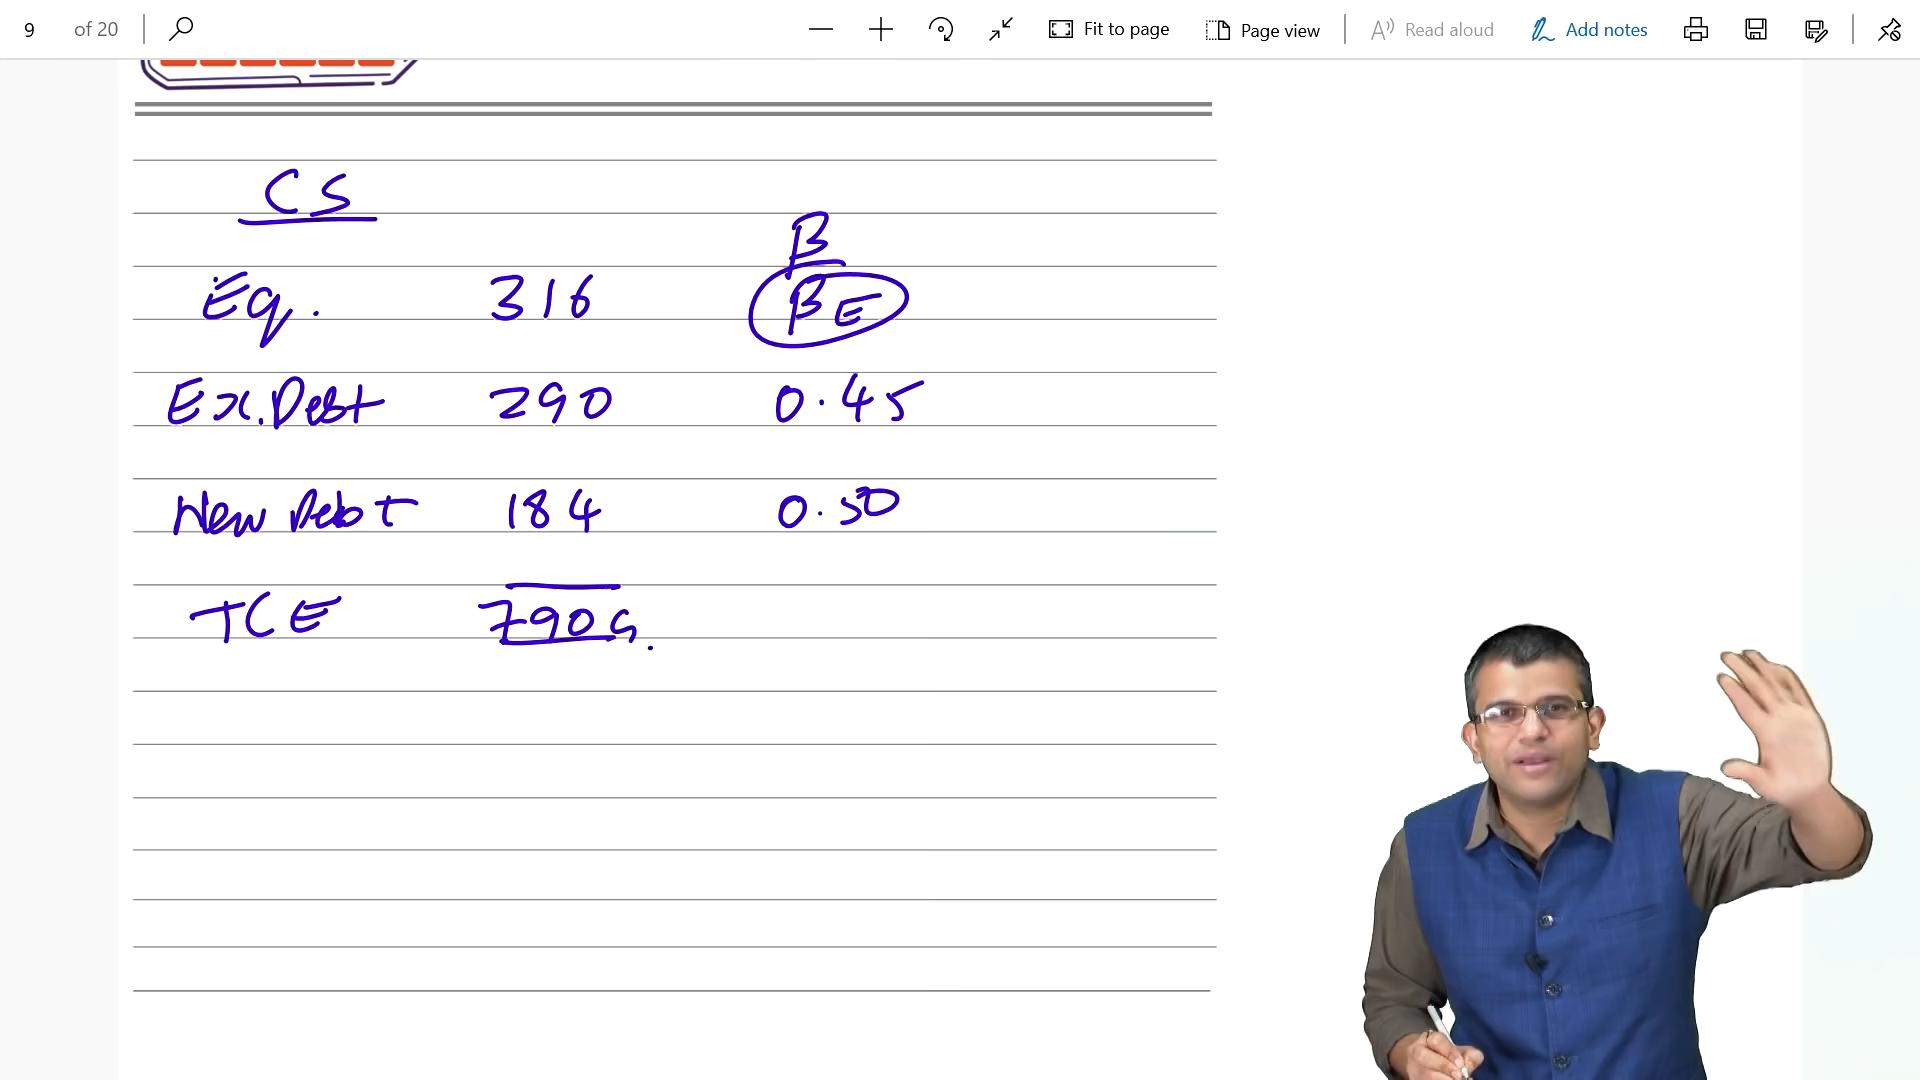 9 of 20 Fit to page Page view Read aloud Add notes
CS
β
Eq. 316 βE
Ex. Debt 290 0.45
New Debt 184 0.50
TCE 790